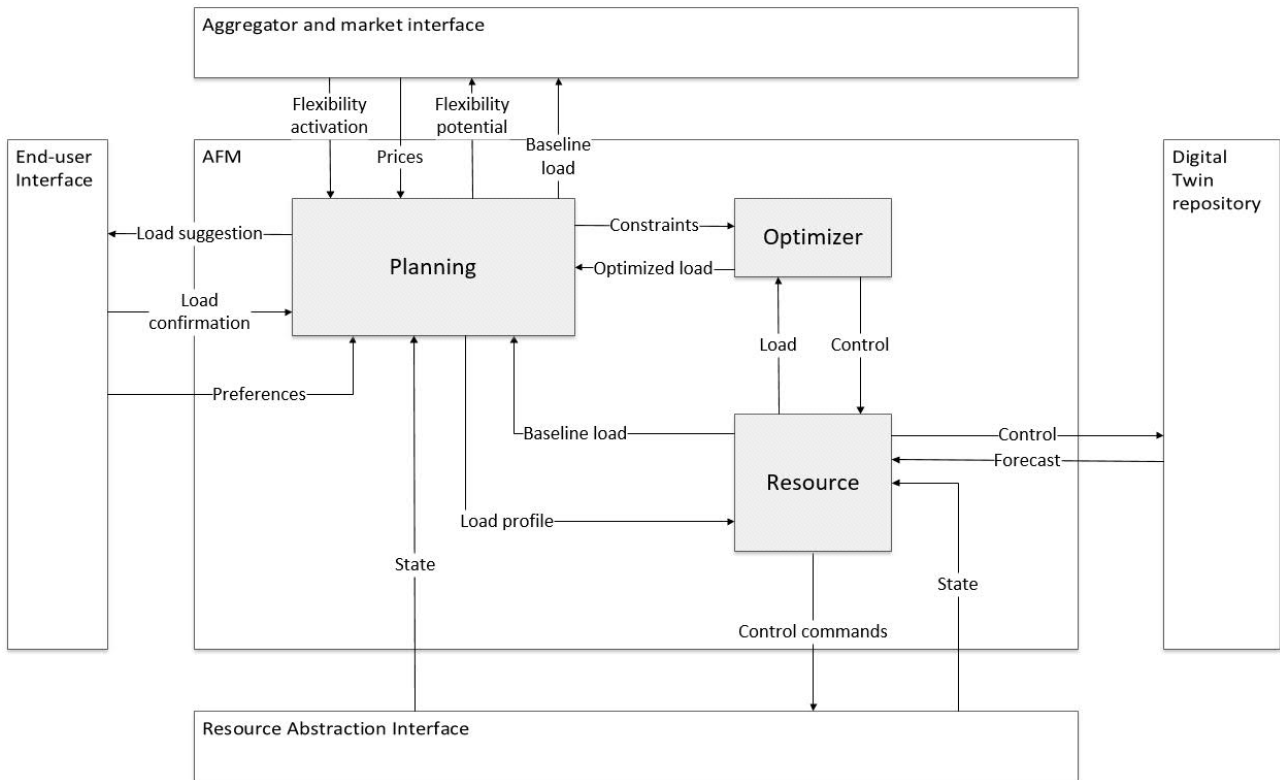 Aggregator and market interface
Flexibility
activation
Prices
Flexibility
potential
Baseline
load
End-user
Interface
AFM
Digital
Twin
repository
Load suggestion
Planning
Constraints
Optimizer
Optimized load
Load
confirmation
Load
Control
Preferences
Baseline load
Control
Forecast
Resource
Load profile
State
State
Control commands
Resource Abstraction Interface